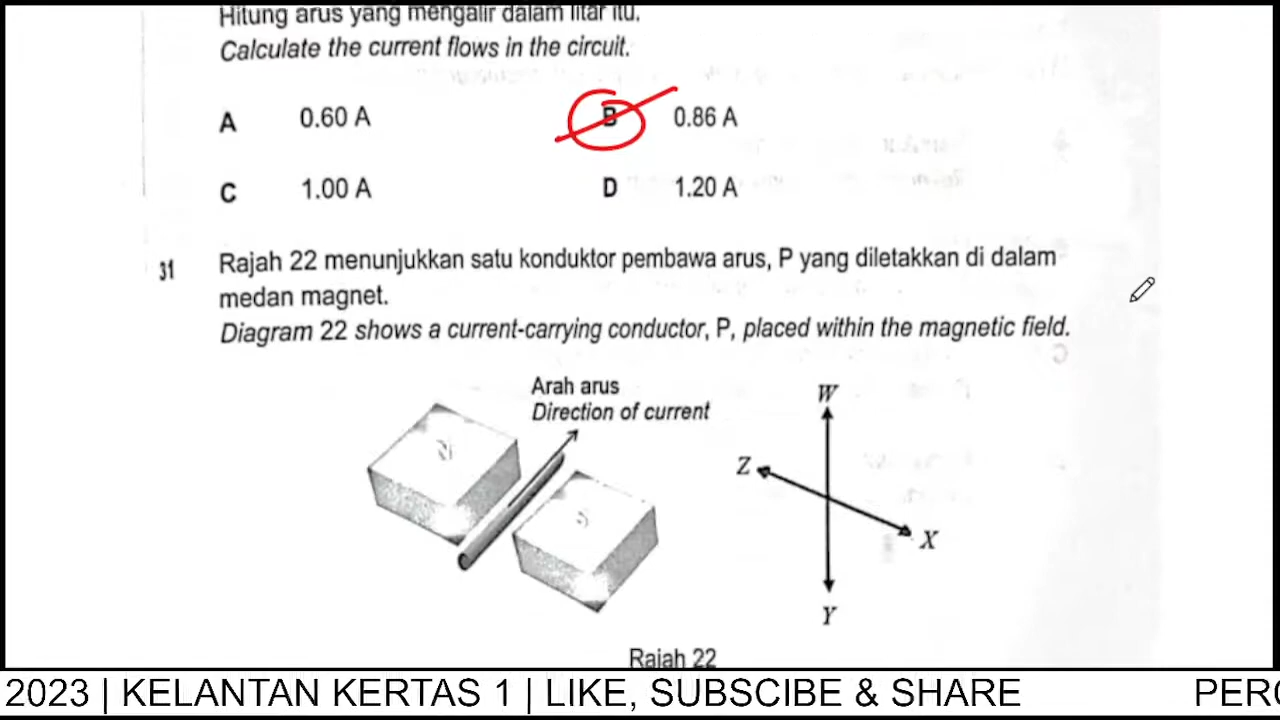 Hitung arus yang mengalir dalam litar itu.
Calculate the current flows in the circuit.
A 0.60 A B 0.86 A
C 1.00 A D 1.20 A
31 Rajah 22 menunjukkan satu konduktor pembawa arus, P yang diletakkan di dalam
medan magnet.
Diagram 22 shows a current-carrying conductor, P, placed within the magnetic field.
Arah arus
Direction of current
W
Z
X
Y
Rajah 22
2023 | KELANTAN KERTAS 1 | LIKE, SUBSCIBE & SHARE PERC